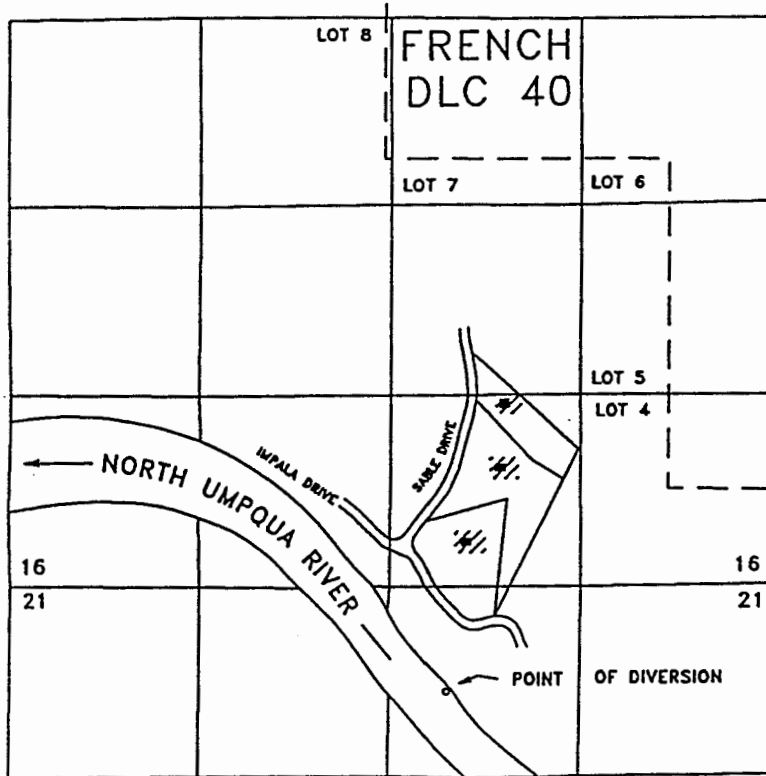 LOT 8
FRENCH
DLC 40
LOT 7
LOT 6
LOT 5
LOT 4
IMPALA DRIVE
SABLE DRIVE
NORTH UMPQUA RIVER
16
21
16
21
POINT OF DIVERSION